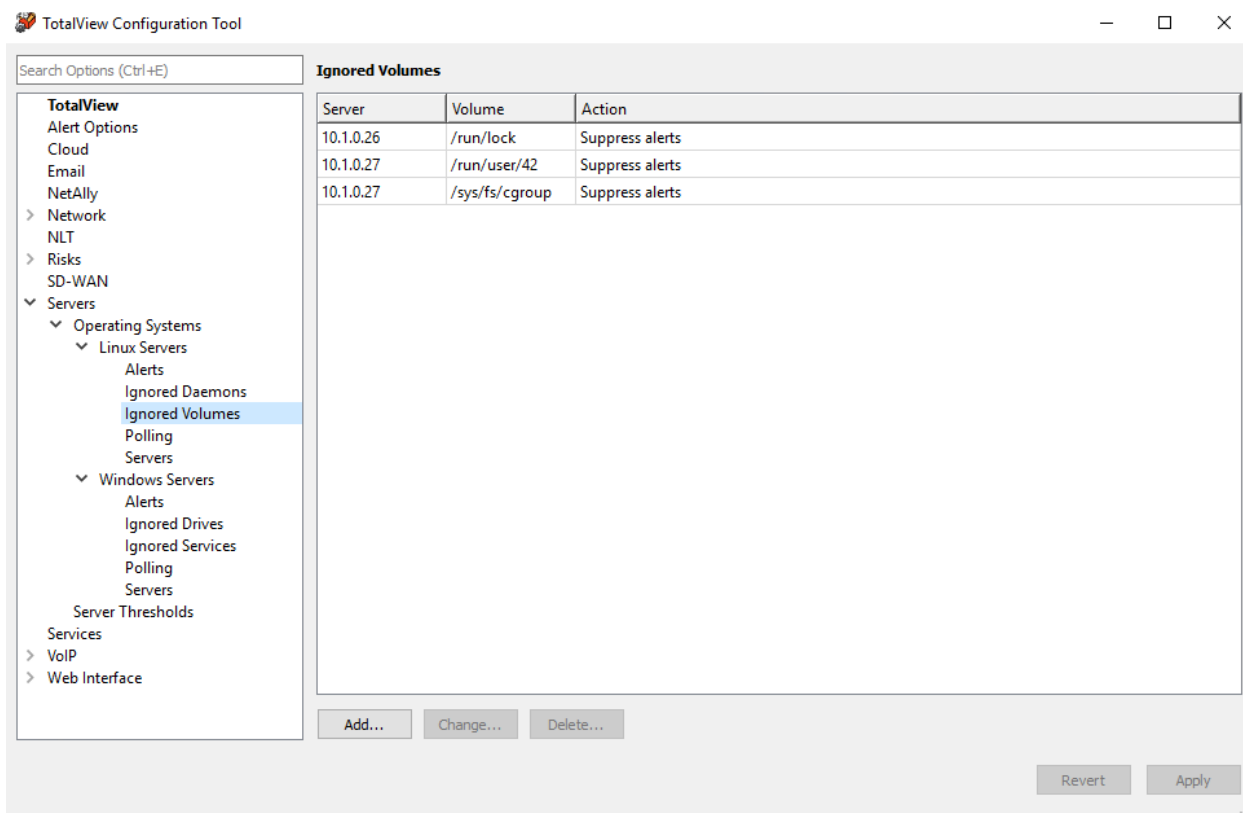 TotalView Configuration Tool
Search Options (Ctrl+E)
TotalView
Alert Options
Cloud
Email
NetAlly
Network
NLT
Risks
SD-WAN
Servers
Operating Systems
Linux Servers
Alerts
Ignored Daemons
Ignored Volumes
Polling
Servers
Windows Servers
Alerts
Ignored Drives
Ignored Services
Polling
Servers
Server Thresholds
Services
VoIP
Web Interface
Ignored Volumes
Server Volume Action
10.1.0.26 /run/lock Suppress alerts
10.1.0.27 /run/user/42 Suppress alerts
10.1.0.27 /sys/fs/cgroup Suppress alerts
Add... Change... Delete...
Revert Apply